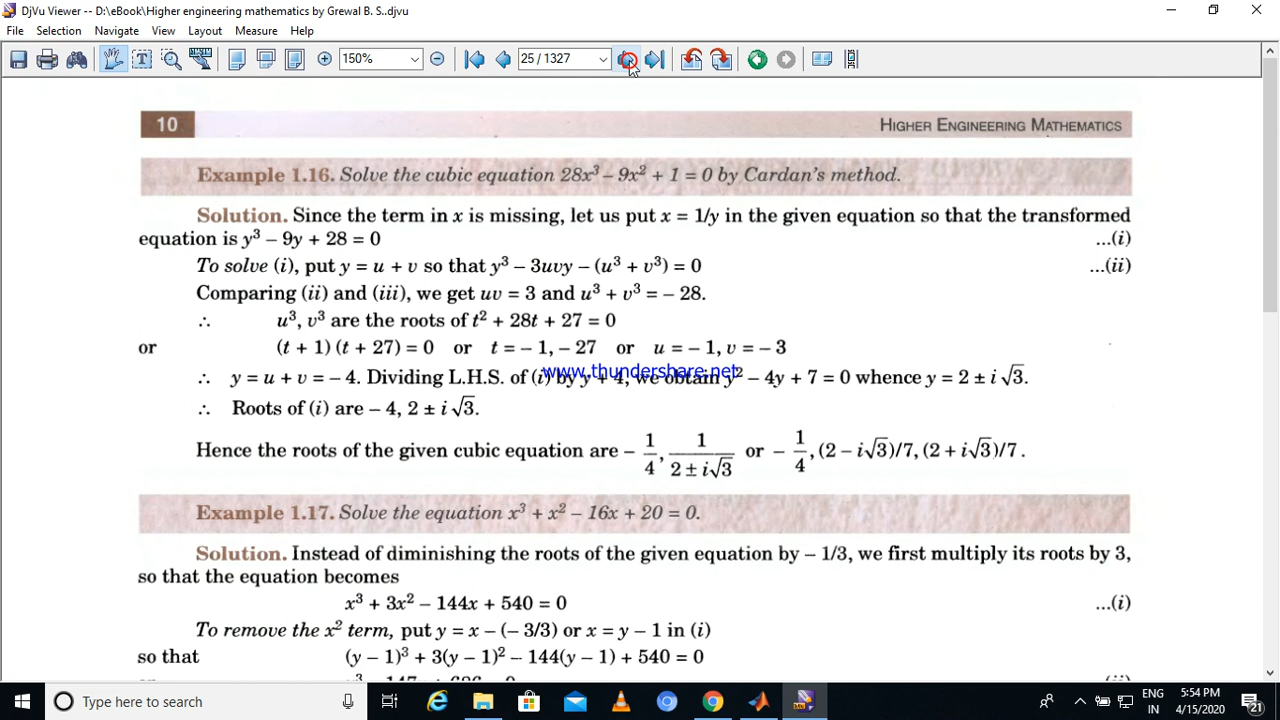 DjVu Viewer -- D:\eBook\Higher engineering mathematics by Grewal B. S..djvu
File Selection Navigate View Layout Measure Help
150% 25 / 1327
10 HIGHER ENGINEERING MATHEMATICS
Example 1.16. Solve the cubic equation 28x³ – 9x² + 1 = 0 by Cardan's method.
Solution. Since the term in x is missing, let us put x = 1/y in the given equation so that the transformed
equation is y³ – 9y + 28 = 0 ...(i)
To solve (i), put y = u + v so that y³ – 3uvy – (u³ + v³) = 0 ...(ii)
Comparing (ii) and (iii), we get uv = 3 and u³ + v³ = – 28.
∴ u³, v³ are the roots of t² + 28t + 27 = 0
or (t + 1) (t + 27) = 0 or t = – 1, – 27 or u = – 1, v = – 3
www.thundershare.net
∴ y = u + v = – 4. Dividing L.H.S. of (i) by y + 4, we obtain y² – 4y + 7 = 0 whence y = 2 ± i √3.
∴ Roots of (i) are – 4, 2 ± i √3.
Hence the roots of the given cubic equation are – 1/4, 1/(2 ± i√3) or – 1/4, (2 – i√3)/7, (2 + i√3)/7.
Example 1.17. Solve the equation x³ + x² – 16x + 20 = 0.
Solution. Instead of diminishing the roots of the given equation by – 1/3, we first multiply its roots by 3,
so that the equation becomes
x³ + 3x² – 144x + 540 = 0 ...(i)
To remove the x² term, put y = x – (– 3/3) or x = y – 1 in (i)
so that (y – 1)³ + 3(y – 1)² – 144(y – 1) + 540 = 0
Type here to search
ENG 5:54 PM
IN 4/15/2020 21